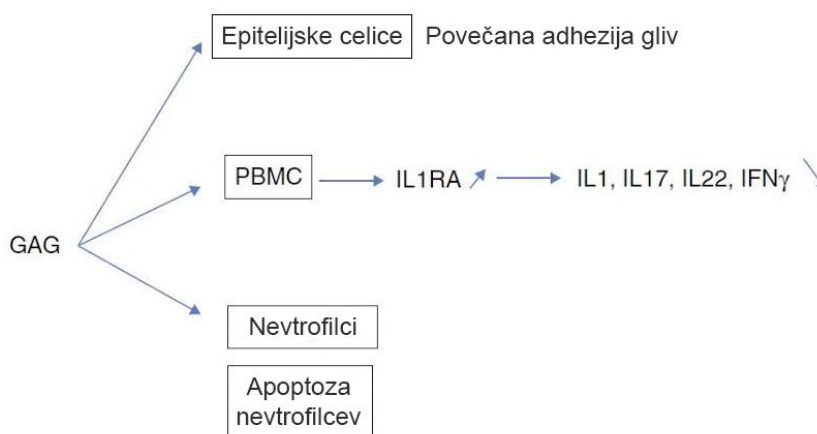 Epitelijske celice Povečana adhezija gliv
PBMC IL1RA IL1, IL17, IL22, IFNγ
GAG
Nevtrofilci
Apoptoza
nevtrofilcev